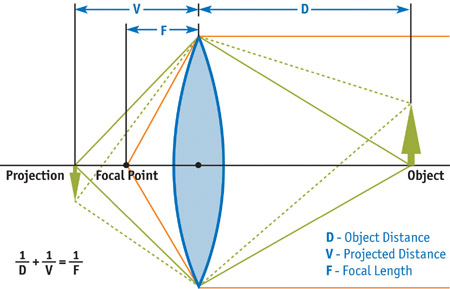 V
D
F
Projection
Focal Point
Object
1/D + 1/V = 1/F
D - Object Distance
V - Projected Distance
F - Focal Length